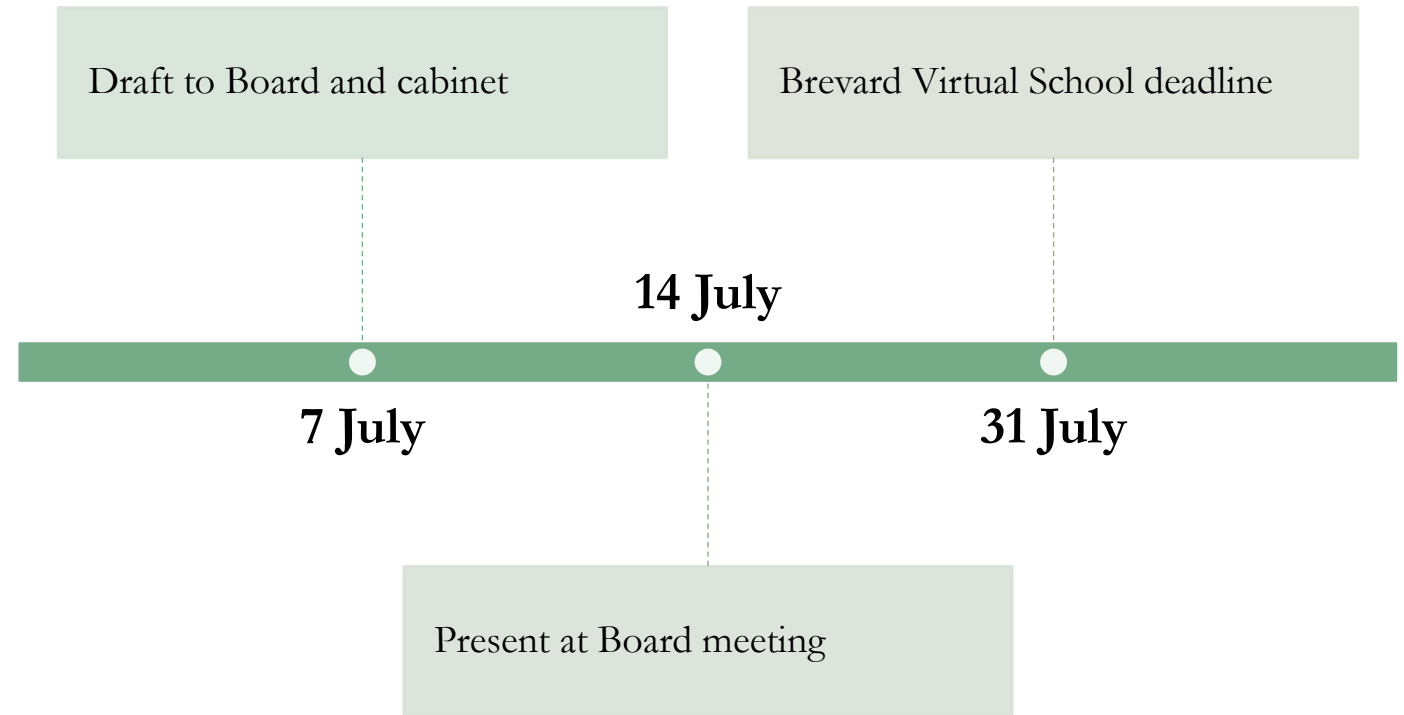 Draft to Board and cabinet
Brevard Virtual School deadline
14 July
7 July
31 July
Present at Board meeting